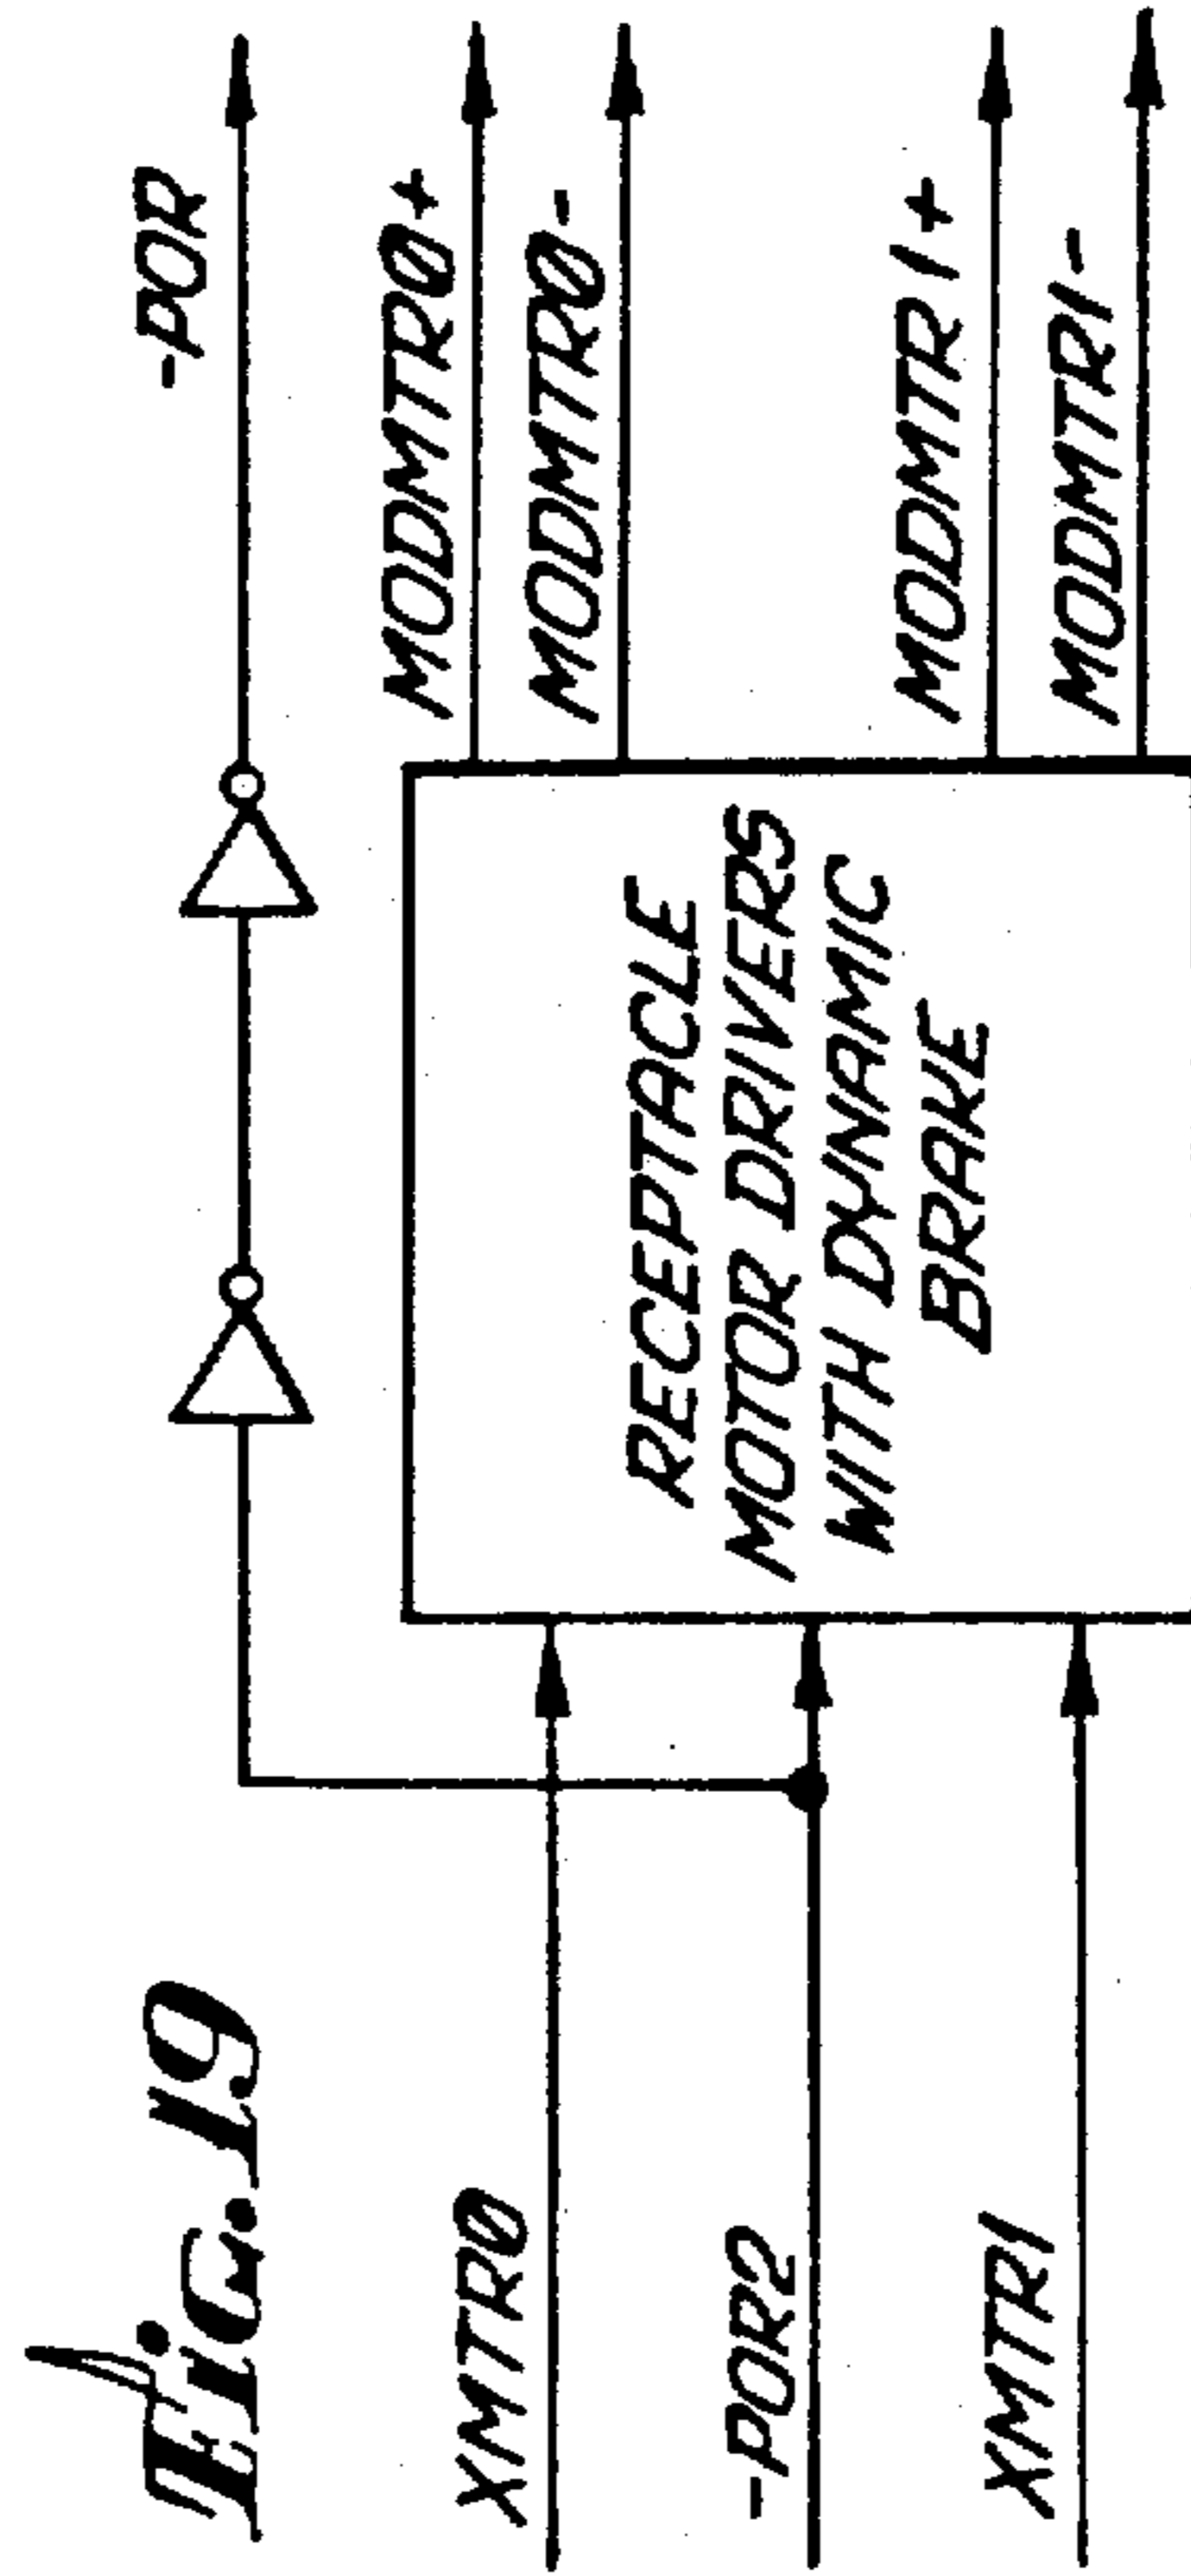 Fig. 19
XMTR0
-POR2
XMTR1
RECEPTACLE
MOTOR DRIVERS
WITH DYNAMIC
BRAKE
-POR
MODMTR0+
MODMTR0-
MODMTR1+
MODMTR1-